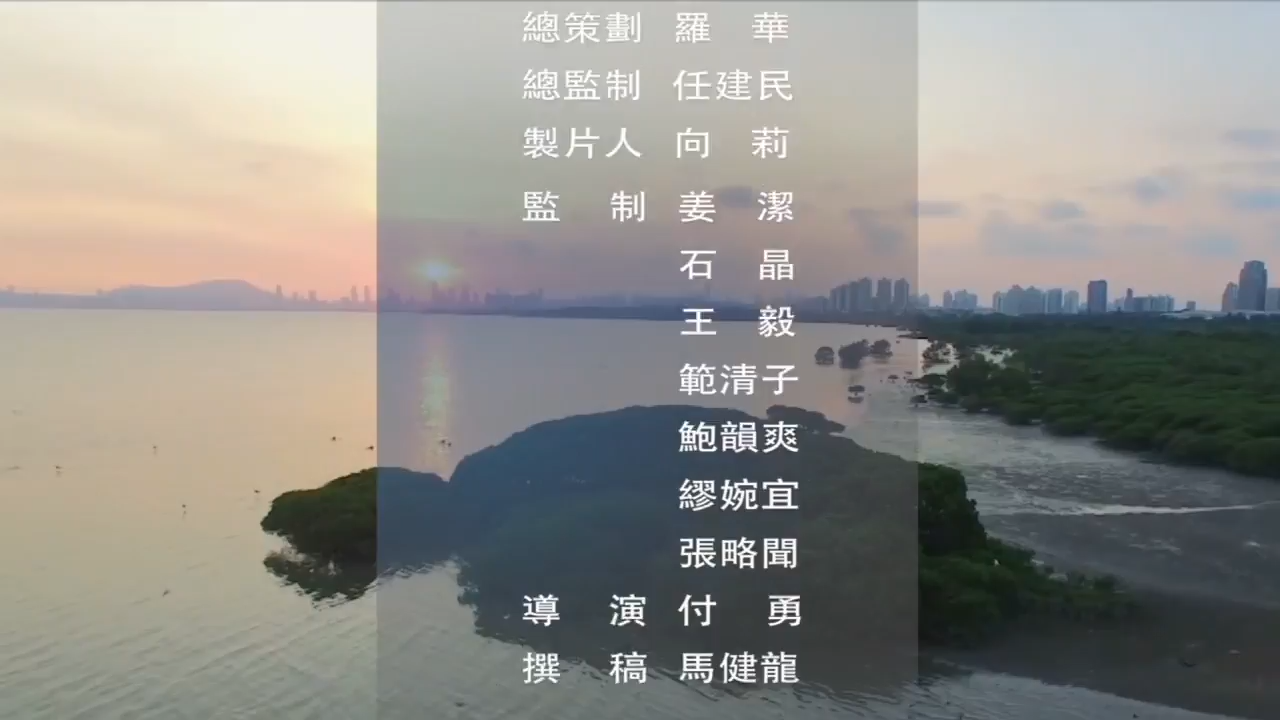 總策劃 羅 華
總監制 任建民
製片人 向 莉
監 制 姜 潔
石 晶
王 毅
範清子
鮑韻爽
繆婉宜
張略聞
導 演 付 勇
撰 稿 馬健龍